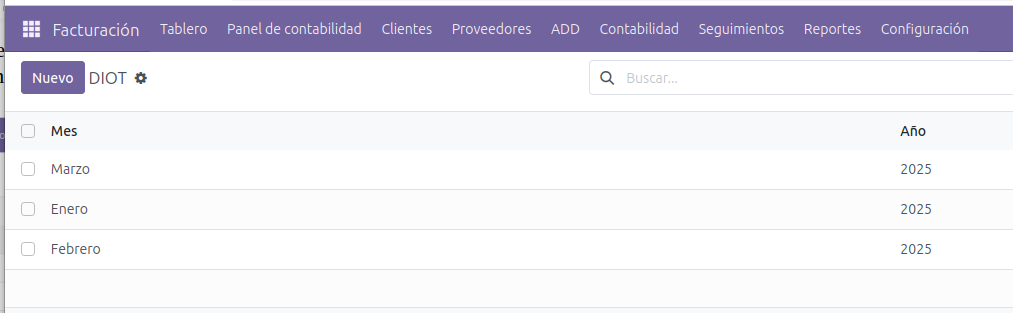 Facturación Tablero Panel de contabilidad Clientes Proveedores ADD Contabilidad Seguimientos Reportes Configuración
Nuevo DIOT Buscar...
Mes Año
Marzo 2025
Enero 2025
Febrero 2025